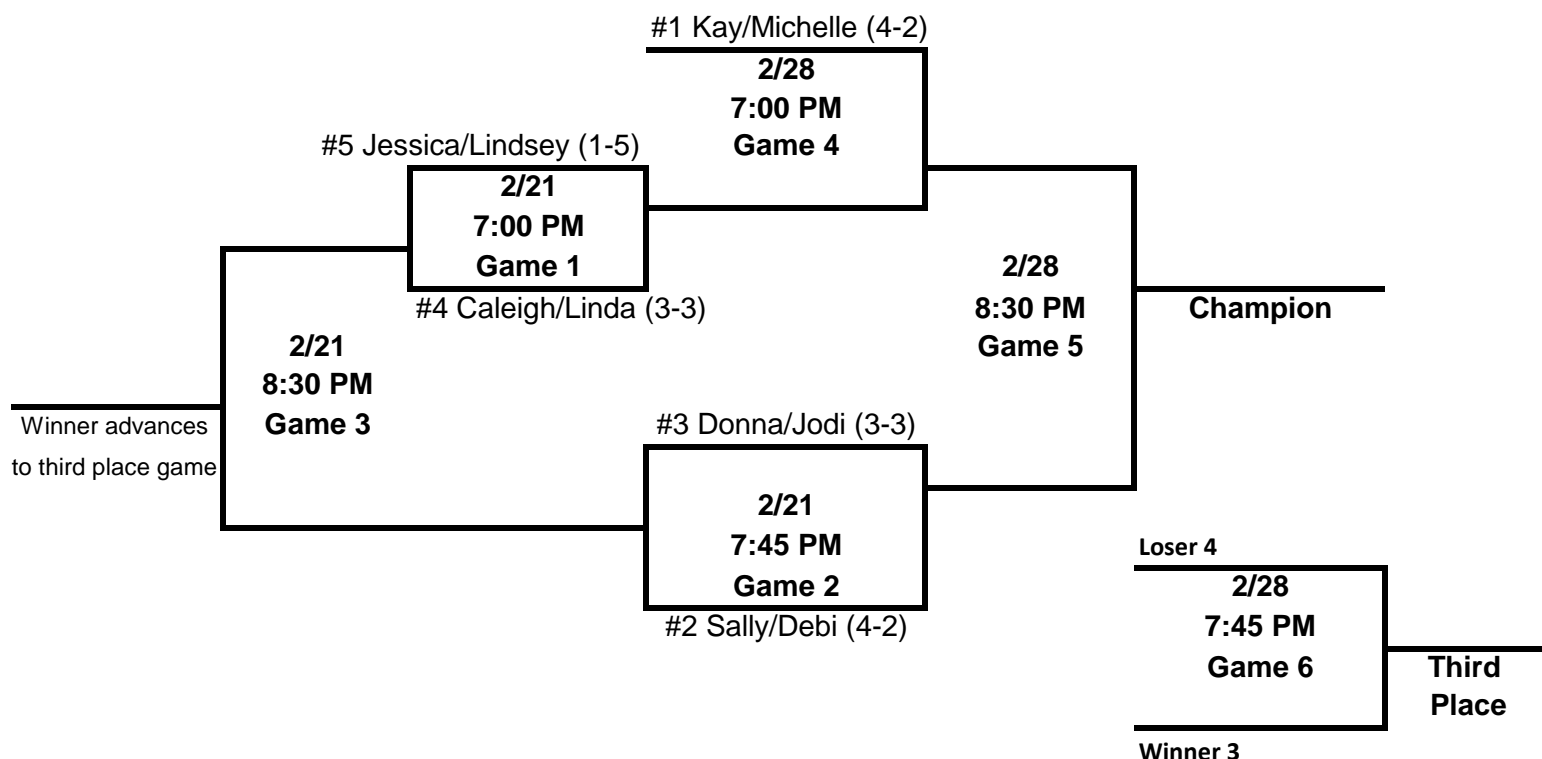 #1 Kay/Michelle (4-2)
2/28
7:00 PM
Game 4
#5 Jessica/Lindsey (1-5)
2/21
7:00 PM
Game 1
#4 Caleigh/Linda (3-3)
2/28
8:30 PM
Game 5
Champion
2/21
8:30 PM
Game 3
Winner advances
to third place game
#3 Donna/Jodi (3-3)
2/21
7:45 PM
Game 2
#2 Sally/Debi (4-2)
Loser 4
2/28
7:45 PM
Game 6
Third
Place
Winner 3